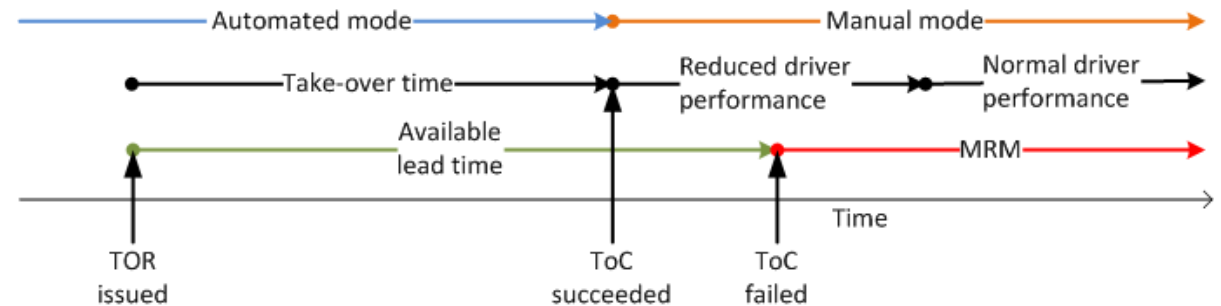 Automated mode
Manual mode
Take-over time
Reduced driver
performance
Normal driver
performance
Available
lead time
MRM
Time
TOR
issued
ToC
succeeded
ToC
failed